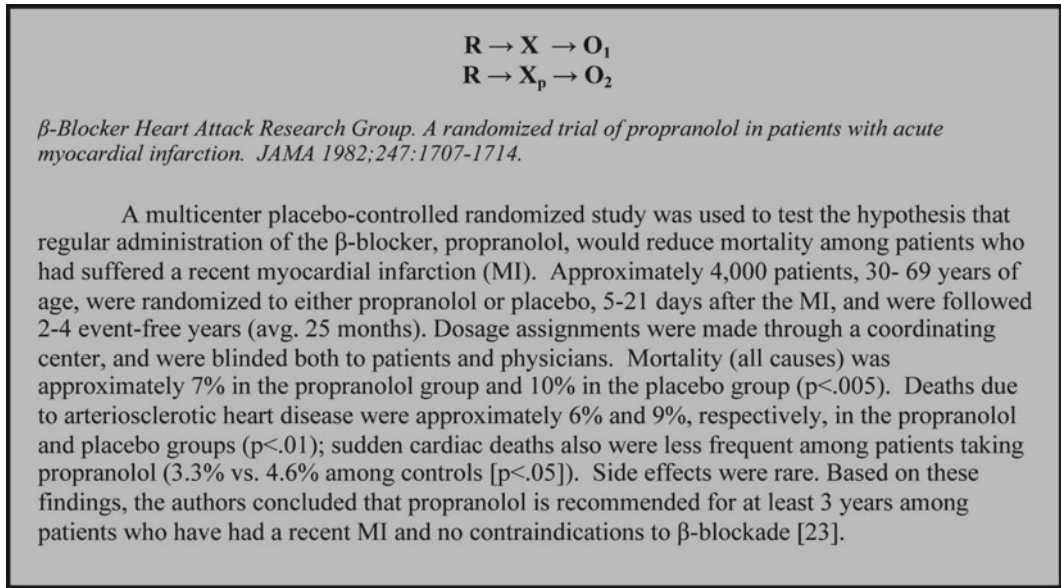 R → X → O₁
R → Xₚ → O₂
β-Blocker Heart Attack Research Group. A randomized trial of propranolol in patients with acute
myocardial infarction. JAMA 1982;247:1707-1714.
A multicenter placebo-controlled randomized study was used to test the hypothesis that
regular administration of the β-blocker, propranolol, would reduce mortality among patients who
had suffered a recent myocardial infarction (MI). Approximately 4,000 patients, 30- 69 years of
age, were randomized to either propranolol or placebo, 5-21 days after the MI, and were followed
2-4 event-free years (avg. 25 months). Dosage assignments were made through a coordinating
center, and were blinded both to patients and physicians. Mortality (all causes) was
approximately 7% in the propranolol group and 10% in the placebo group (p<.005). Deaths due
to arteriosclerotic heart disease were approximately 6% and 9%, respectively, in the propranolol
and placebo groups (p<.01); sudden cardiac deaths also were less frequent among patients taking
propranolol (3.3% vs. 4.6% among controls [p<.05]). Side effects were rare. Based on these
findings, the authors concluded that propranolol is recommended for at least 3 years among
patients who have had a recent MI and no contraindications to β-blockade [23].